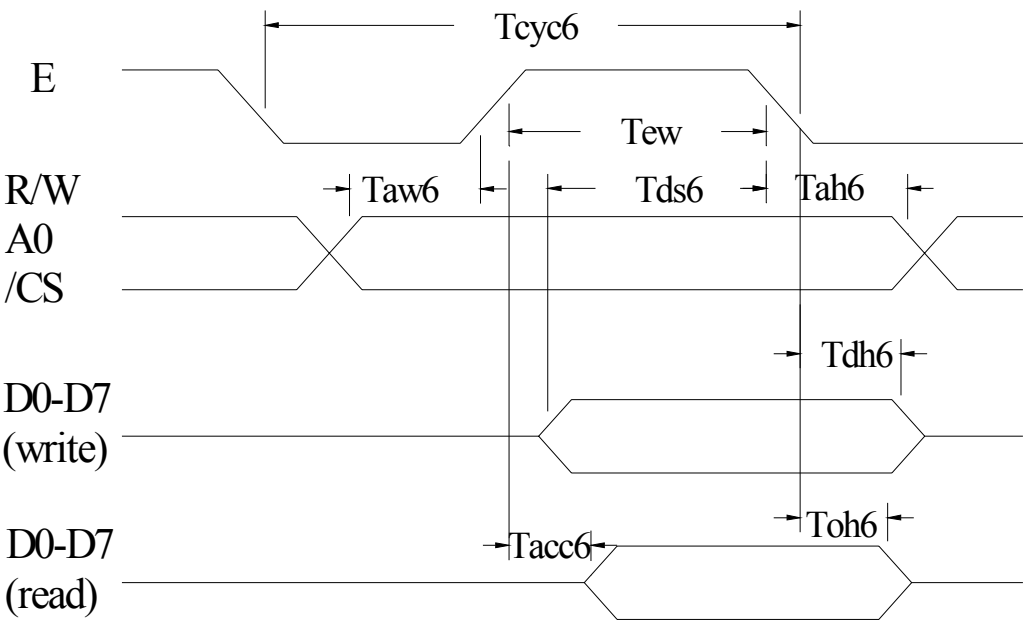 Tcyc6
E
Tew
R/W
Taw6
Tds6
Tah6
A0
/CS
Tdh6
D0-D7
(write)
Toh6
D0-D7
Tacc6
(read)